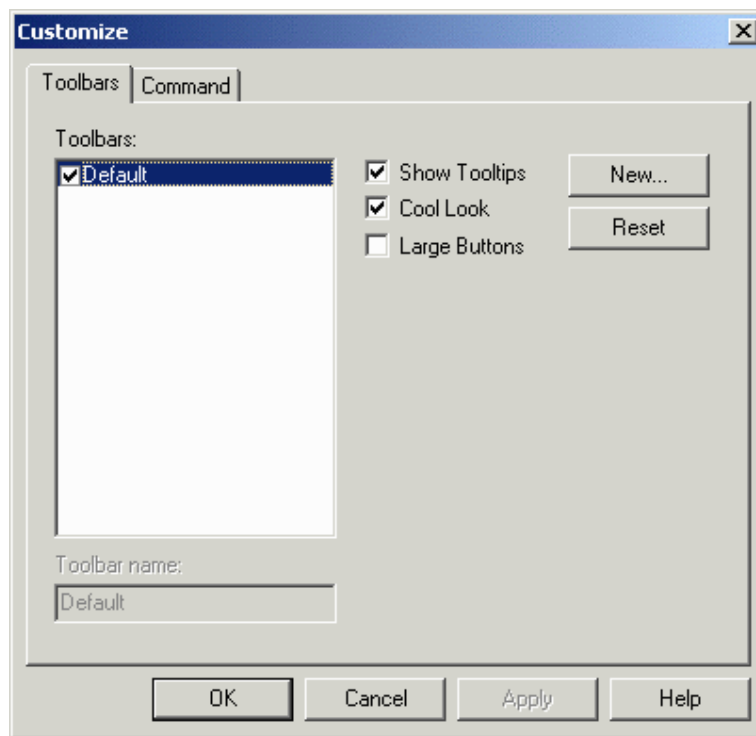 Customize
Toolbars Command
Toolbars:
Default
Show Tooltips
Cool Look
Large Buttons
New...
Reset
Toolbar name:
Default
OK Cancel Apply Help